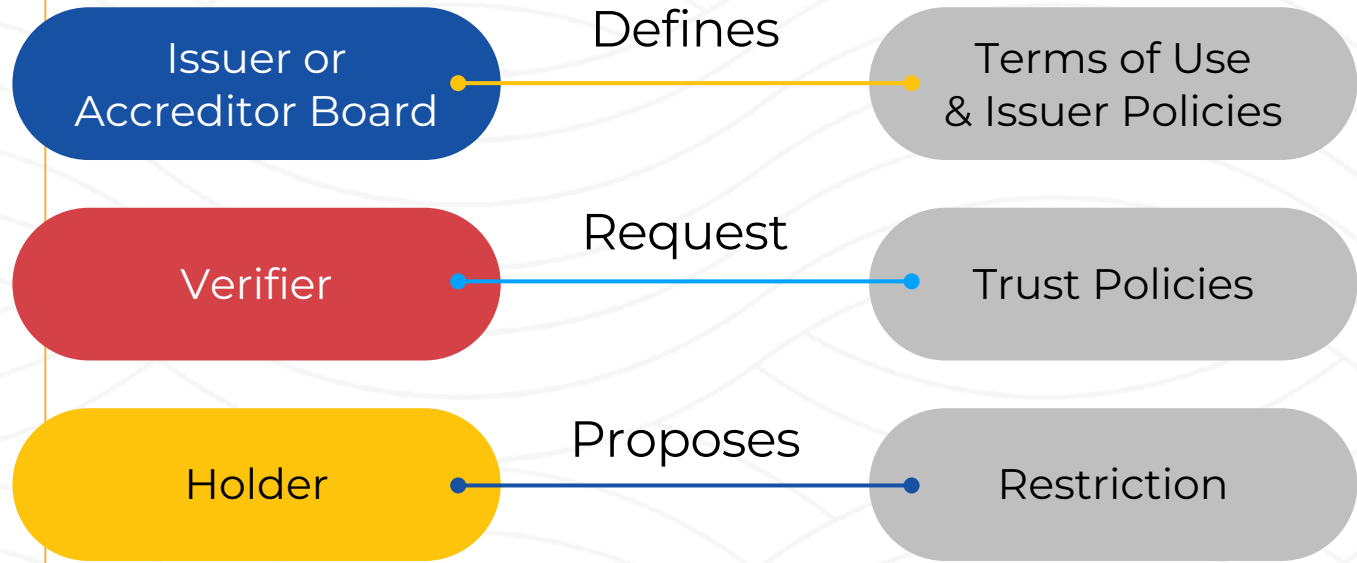 Issuer or
Accreditor Board
Defines
Terms of Use
& Issuer Policies
Verifier
Request
Trust Policies
Holder
Proposes
Restriction